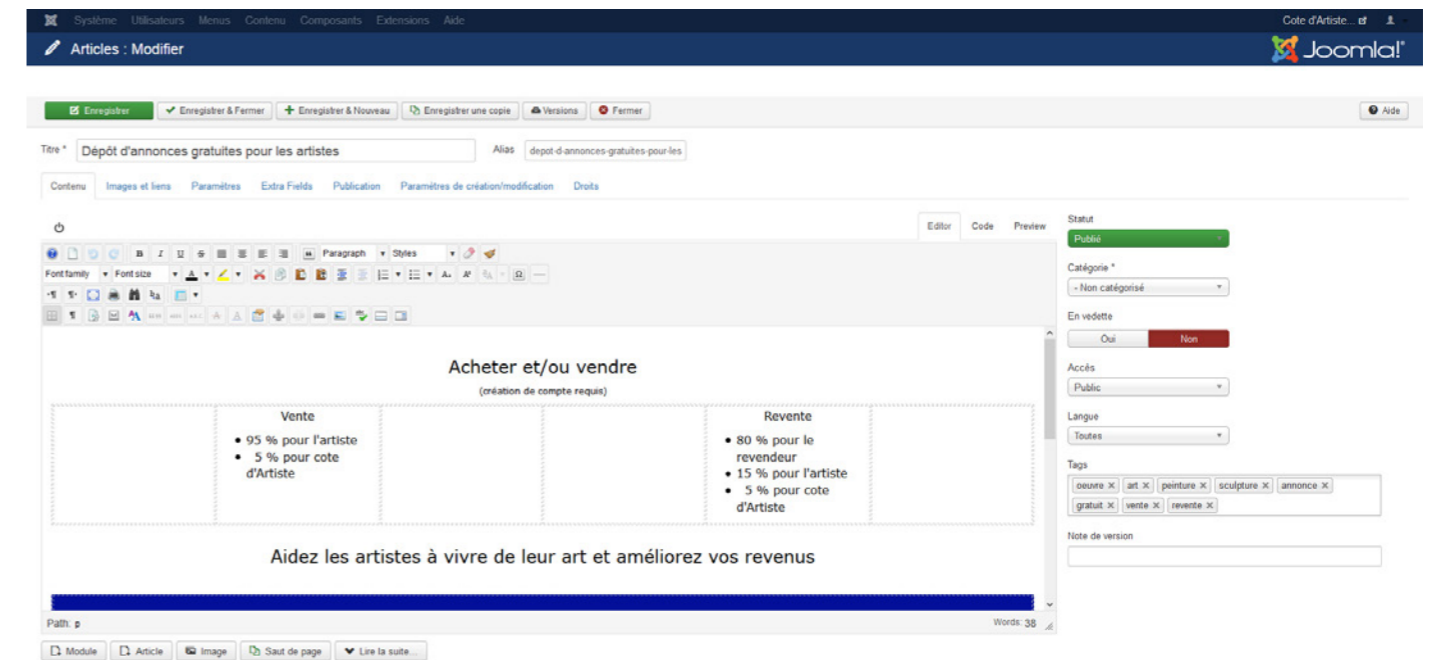 Système Utilisateurs Menus Contenu Composants Extensions Aide Cote d'Artiste...
Articles : Modifier Joomla!®
Enregistrer Enregistrer & Fermer Enregistrer & Nouveau Enregistrer une copie Versions Fermer Aide
Titre * Dépôt d'annonces gratuites pour les artistes Alias depot-d-annonces-gratuites-pour-les
Contenu Images et liens Paramètres Extra Fields Publication Paramètres de création/modification Droits
Editor Code Preview
Paragraph Styles
Font family Font size
Acheter et/ou vendre
(création de compte requis)
Vente
• 95 % pour l'artiste
• 5 % pour cote
d'Artiste
Revente
• 80 % pour le
revendeur
• 15 % pour l'artiste
• 5 % pour cote
d'Artiste
Aidez les artistes à vivre de leur art et améliorez vos revenus
Path: p Words: 38
Module Article Image Saut de page Lire la suite...
Statut
Publié
Catégorie *
- Non catégorisé
En vedette
Oui Non
Accès
Public
Langue
Toutes
Tags
oeuvre x art x peinture x sculpture x annonce x
gratuit x vente x revente x
Note de version